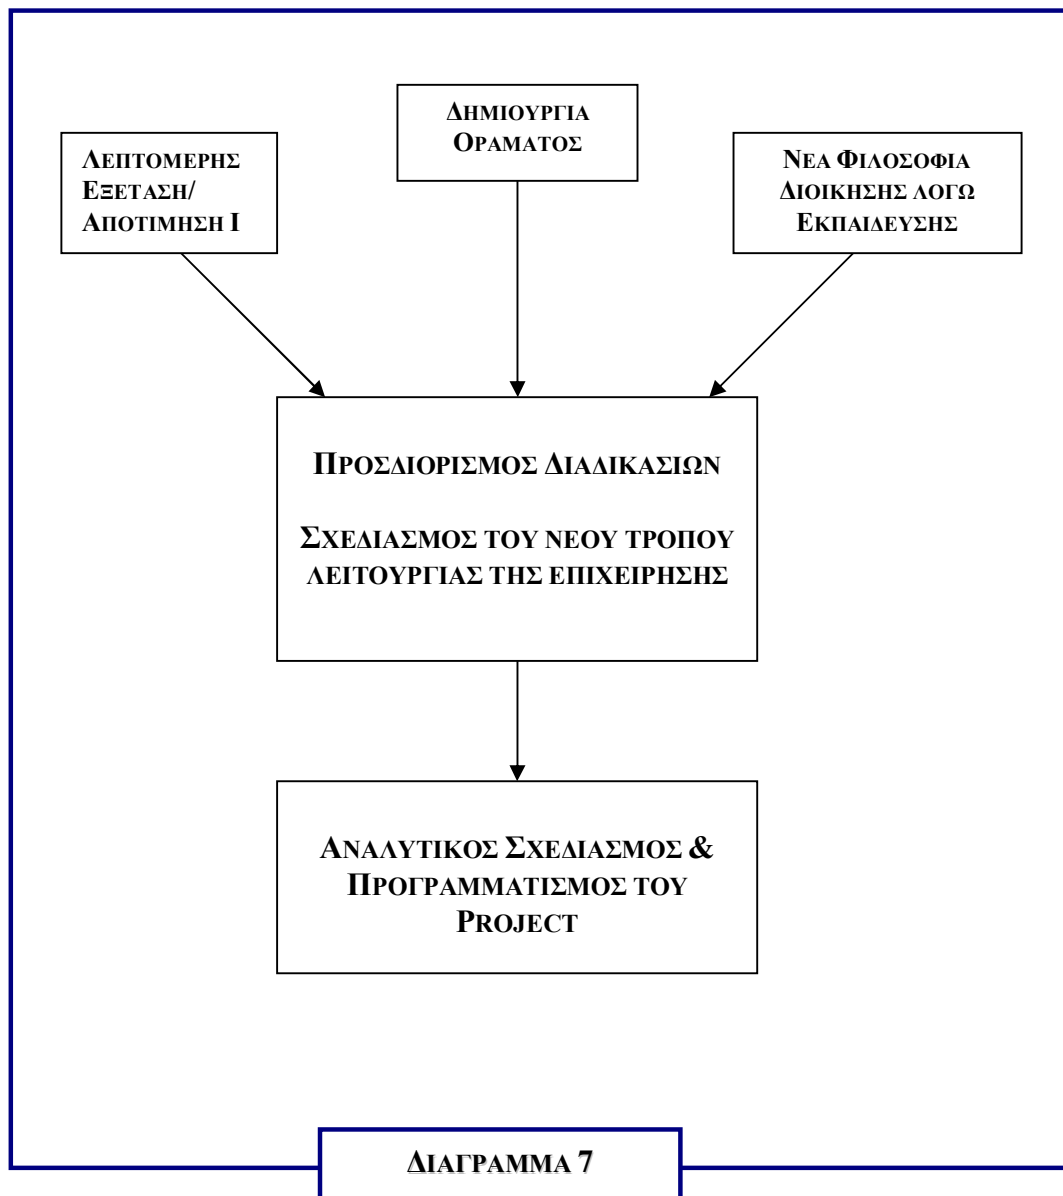 ΛΕΠΤΟΜΕΡΗΣ
ΕΞΕΤΑΣΗ/
ΑΠΟΤΙΜΗΣΗ Ι
ΔΗΜΙΟΥΡΓΙΑ
ΟΡΑΜΑΤΟΣ
ΝΕΑ ΦΙΛΟΣΟΦΙΑ
ΔΙΟΙΚΗΣΗΣ ΛΟΓΩ
ΕΚΠΑΙΔΕΥΣΗΣ
ΠΡΟΣΔΙΟΡΙΣΜΟΣ ΔΙΑΔΙΚΑΣΙΩΝ
ΣΧΕΔΙΑΣΜΟΣ ΤΟΥ ΝΕΟΥ ΤΡΟΠΟΥ
ΛΕΙΤΟΥΡΓΙΑΣ ΤΗΣ ΕΠΙΧΕΙΡΗΣΗΣ
ΑΝΑΛΥΤΙΚΟΣ ΣΧΕΔΙΑΣΜΟΣ &
ΠΡΟΓΡΑΜΜΑΤΙΣΜΟΣ ΤΟΥ
PROJECT
ΔΙΑΓΡΑΜΜΑ 7